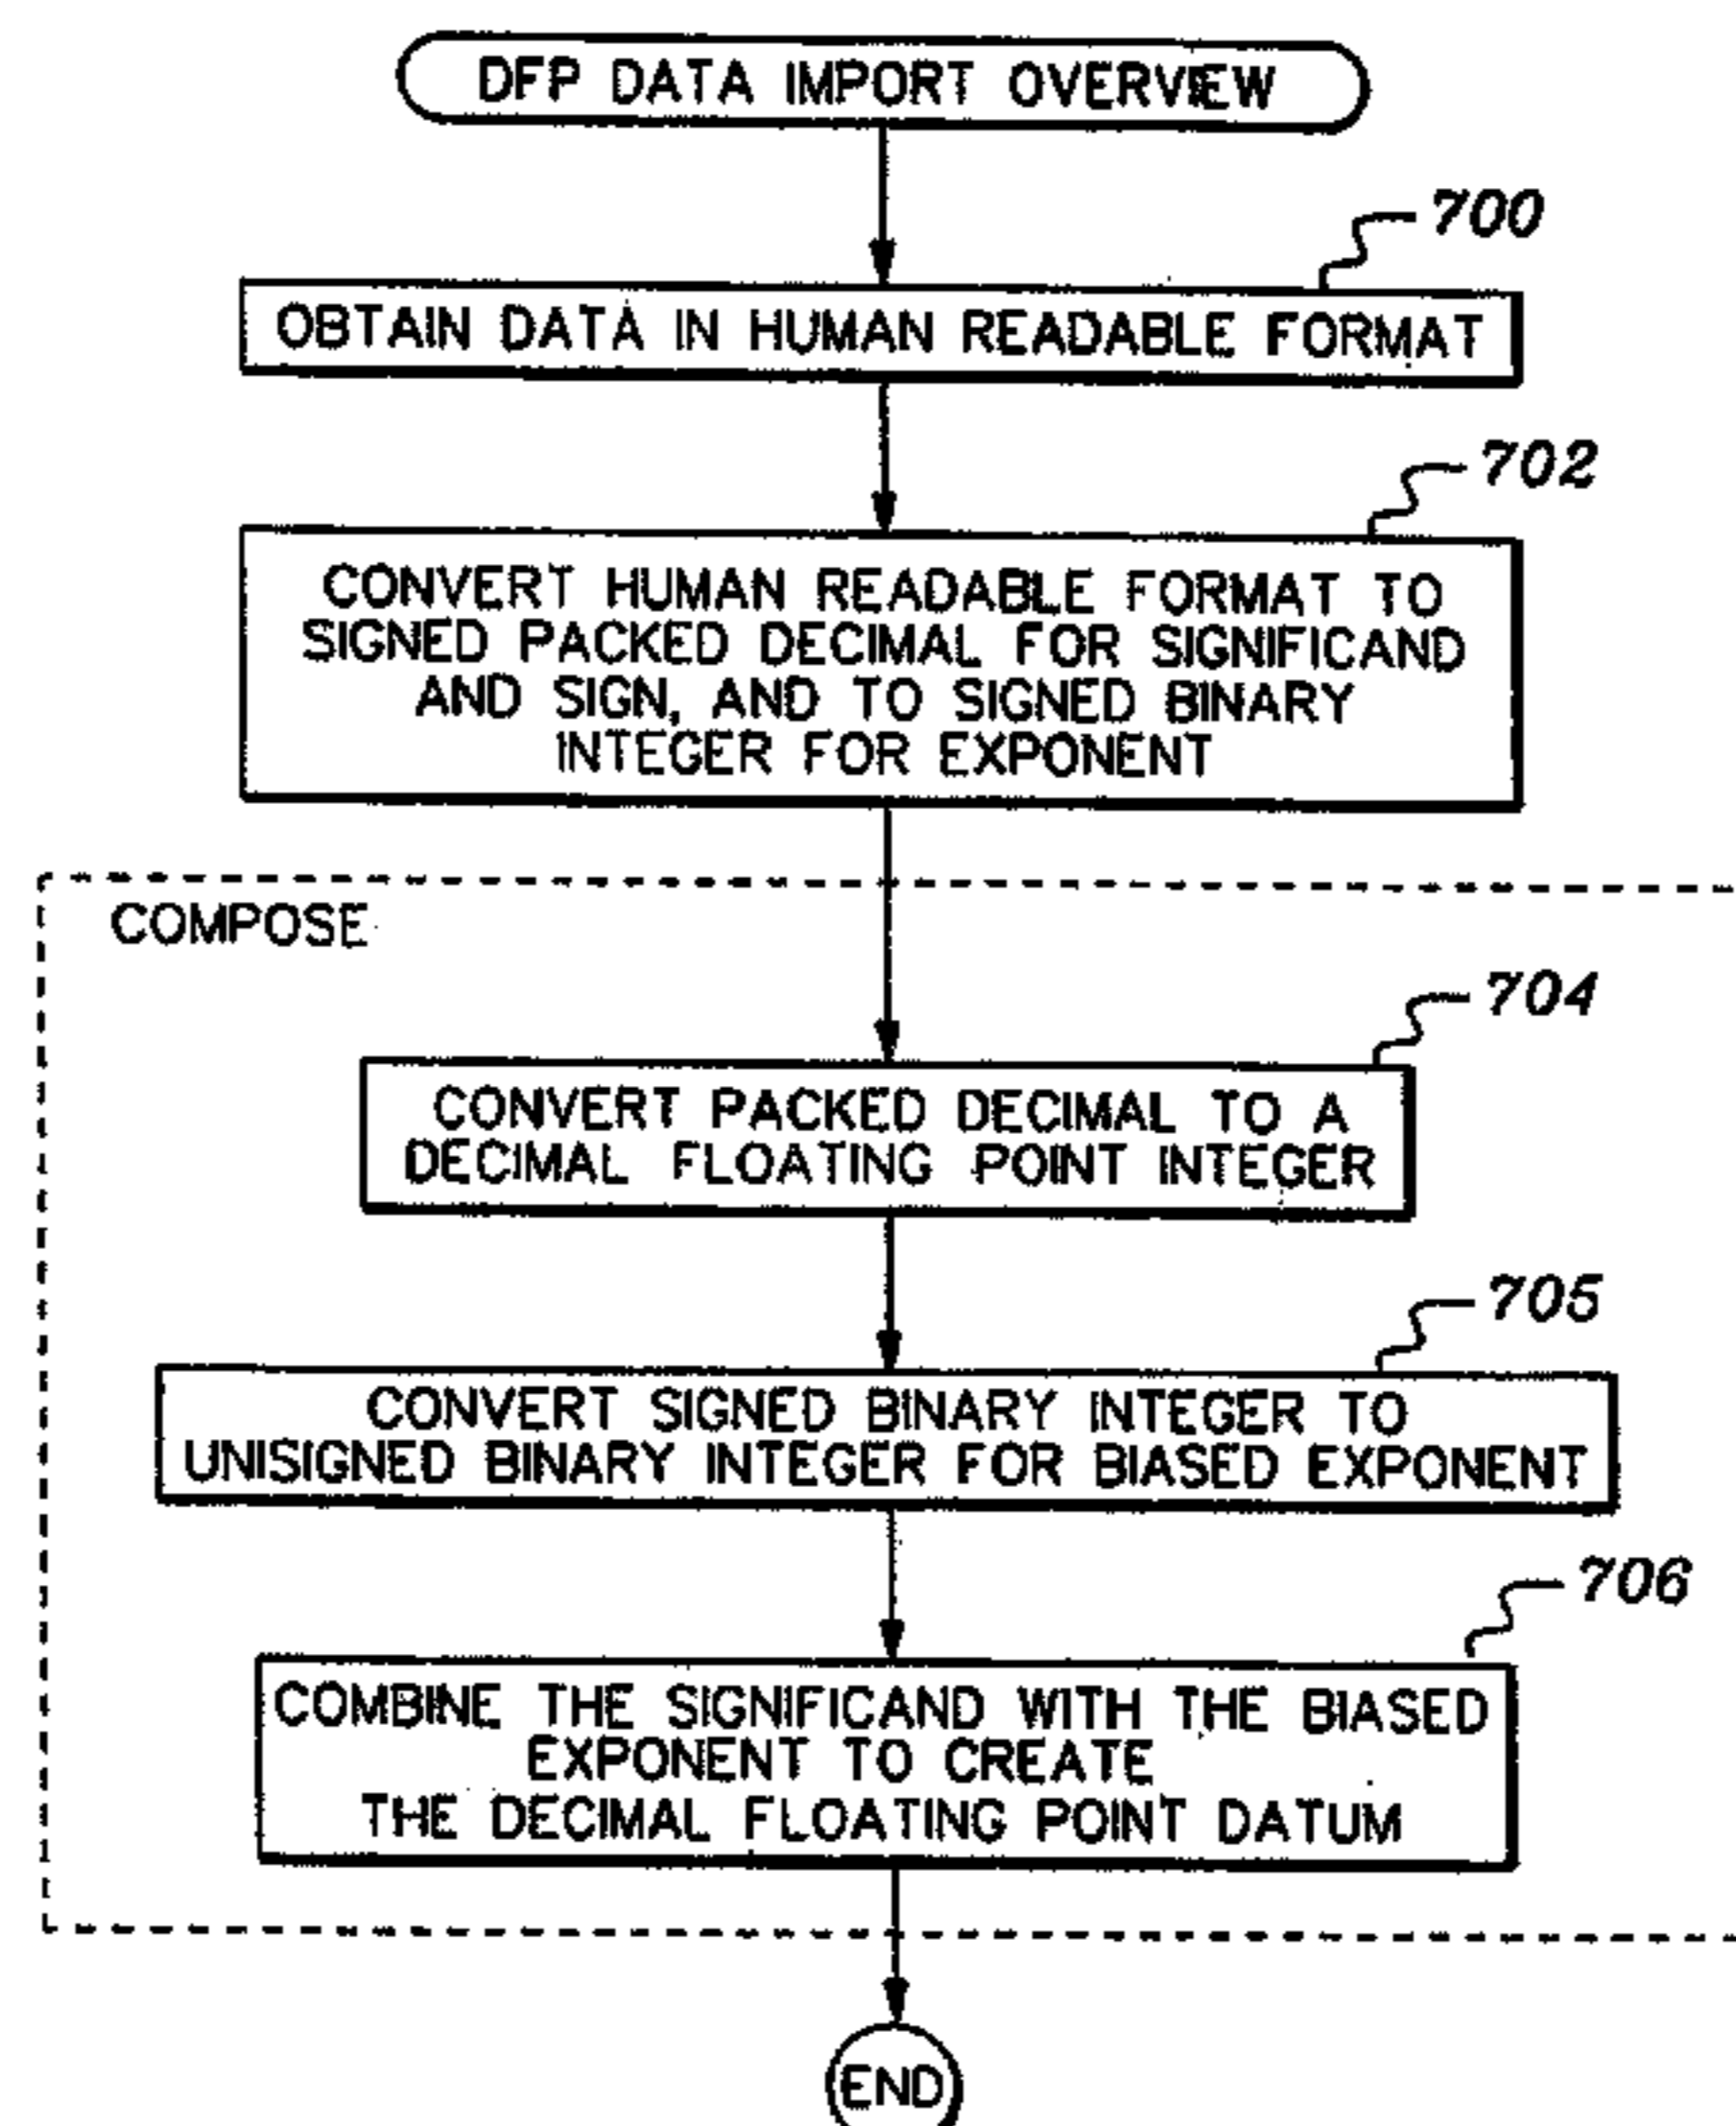 DFP DATA IMPORT OVERVIEW
700
OBTAIN DATA IN HUMAN READABLE FORMAT
702
CONVERT HUMAN READABLE FORMAT TO
SIGNED PACKED DECIMAL FOR SIGNIFICAND
AND SIGN, AND TO SIGNED BINARY
INTEGER FOR EXPONENT
COMPOSE
704
CONVERT PACKED DECIMAL TO A
DECIMAL FLOATING POINT INTEGER
705
CONVERT SIGNED BINARY INTEGER TO
UNISIGNED BINARY INTEGER FOR BIASED EXPONENT
706
COMBINE THE SIGNIFICAND WITH THE BIASED
EXPONENT TO CREATE
THE DECIMAL FLOATING POINT DATUM
END